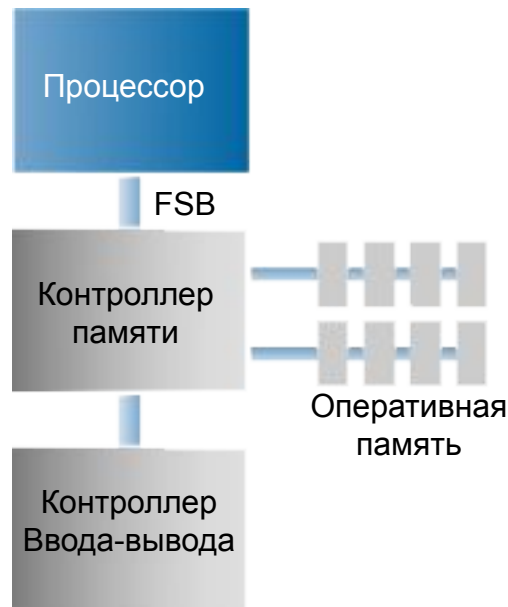 Процессор
FSB
Контроллер
памяти
Оперативная
память
Контроллер
Ввода-вывода